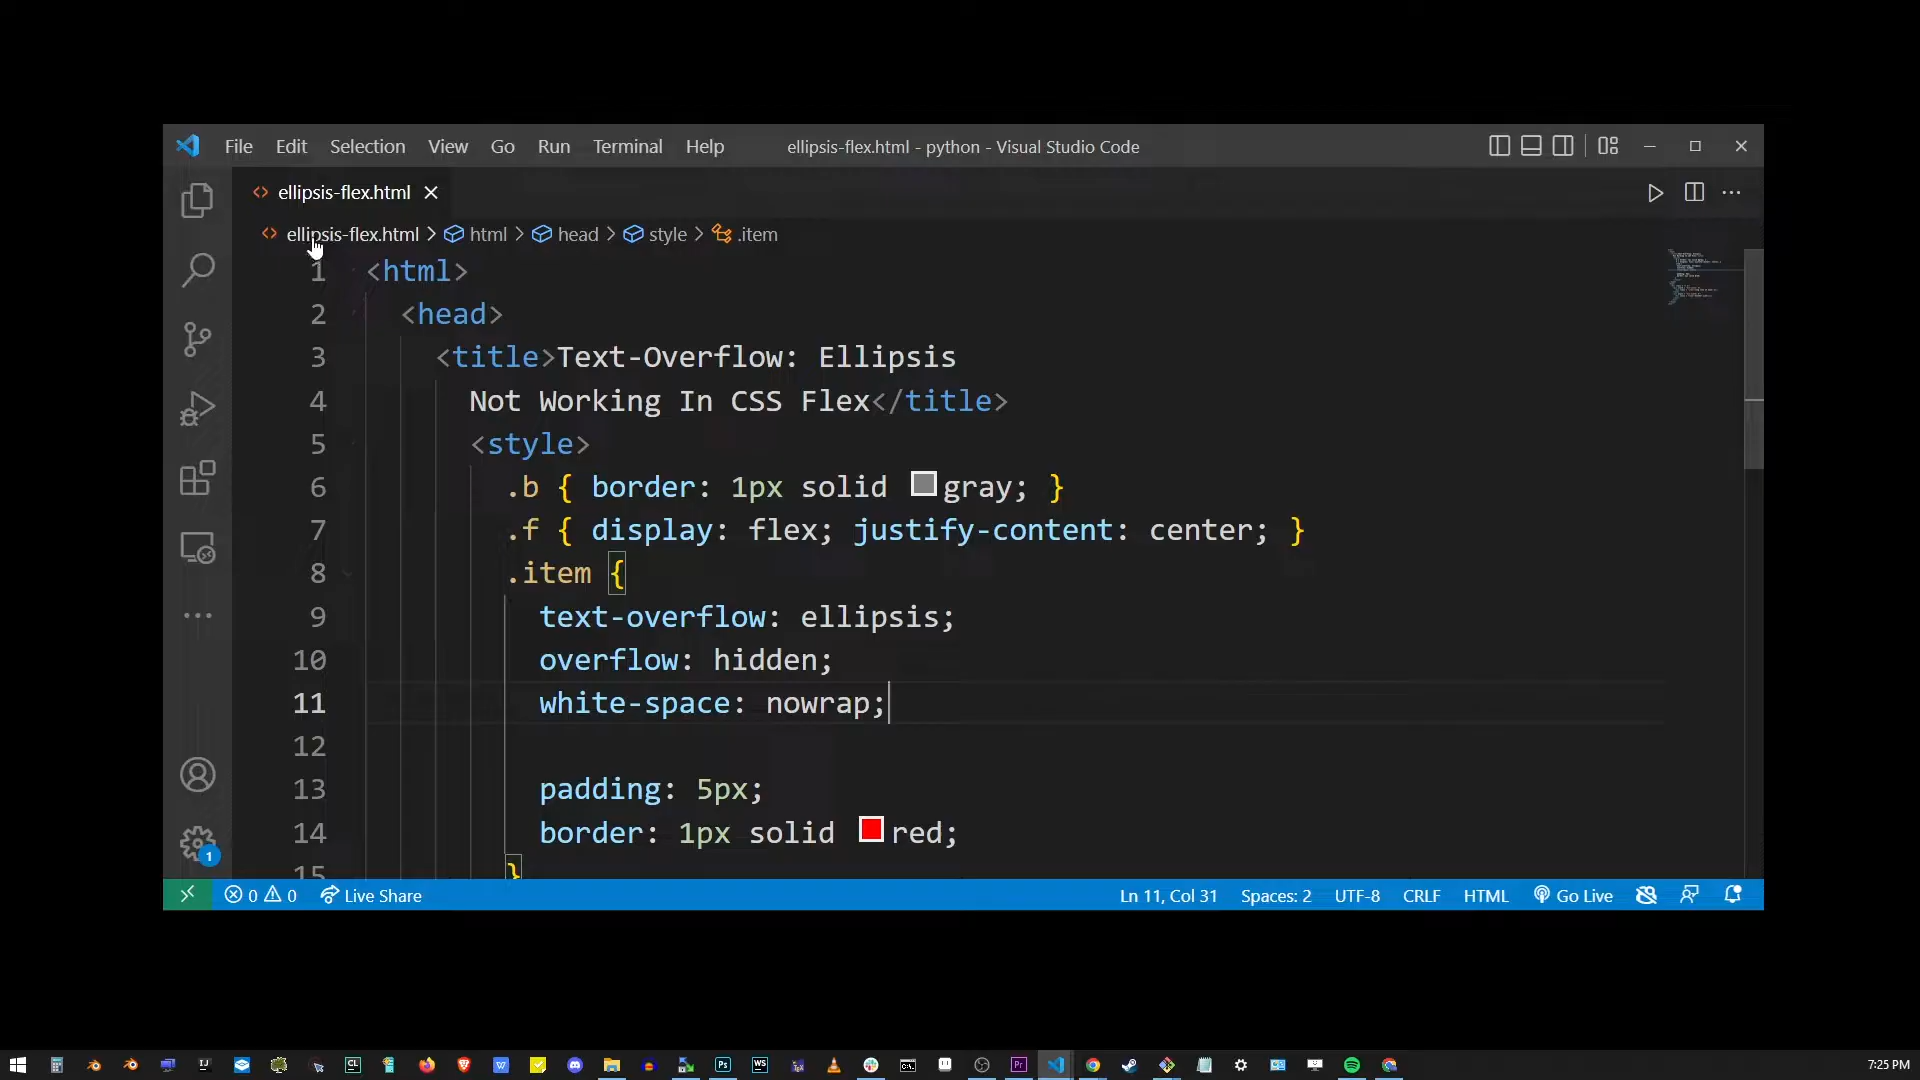 File Edit Selection View Go Run Terminal Help ellipsis-flex.html - python - Visual Studio Code
ellipsis-flex.html
ellipsis-flex.html > html > head > style > .item
1 <html>
2 <head>
3 <title>Text-Overflow: Ellipsis
4 Not Working In CSS Flex</title>
5 <style>
6 .b { border: 1px solid gray; }
7 .f { display: flex; justify-content: center; }
8 .item {
9 text-overflow: ellipsis;
10 overflow: hidden;
11 white-space: nowrap;
12
13 padding: 5px;
14 border: 1px solid red;
15 }
1
0 0 Live Share Ln 11, Col 31 Spaces: 2 UTF-8 CRLF HTML Go Live
7:25 PM